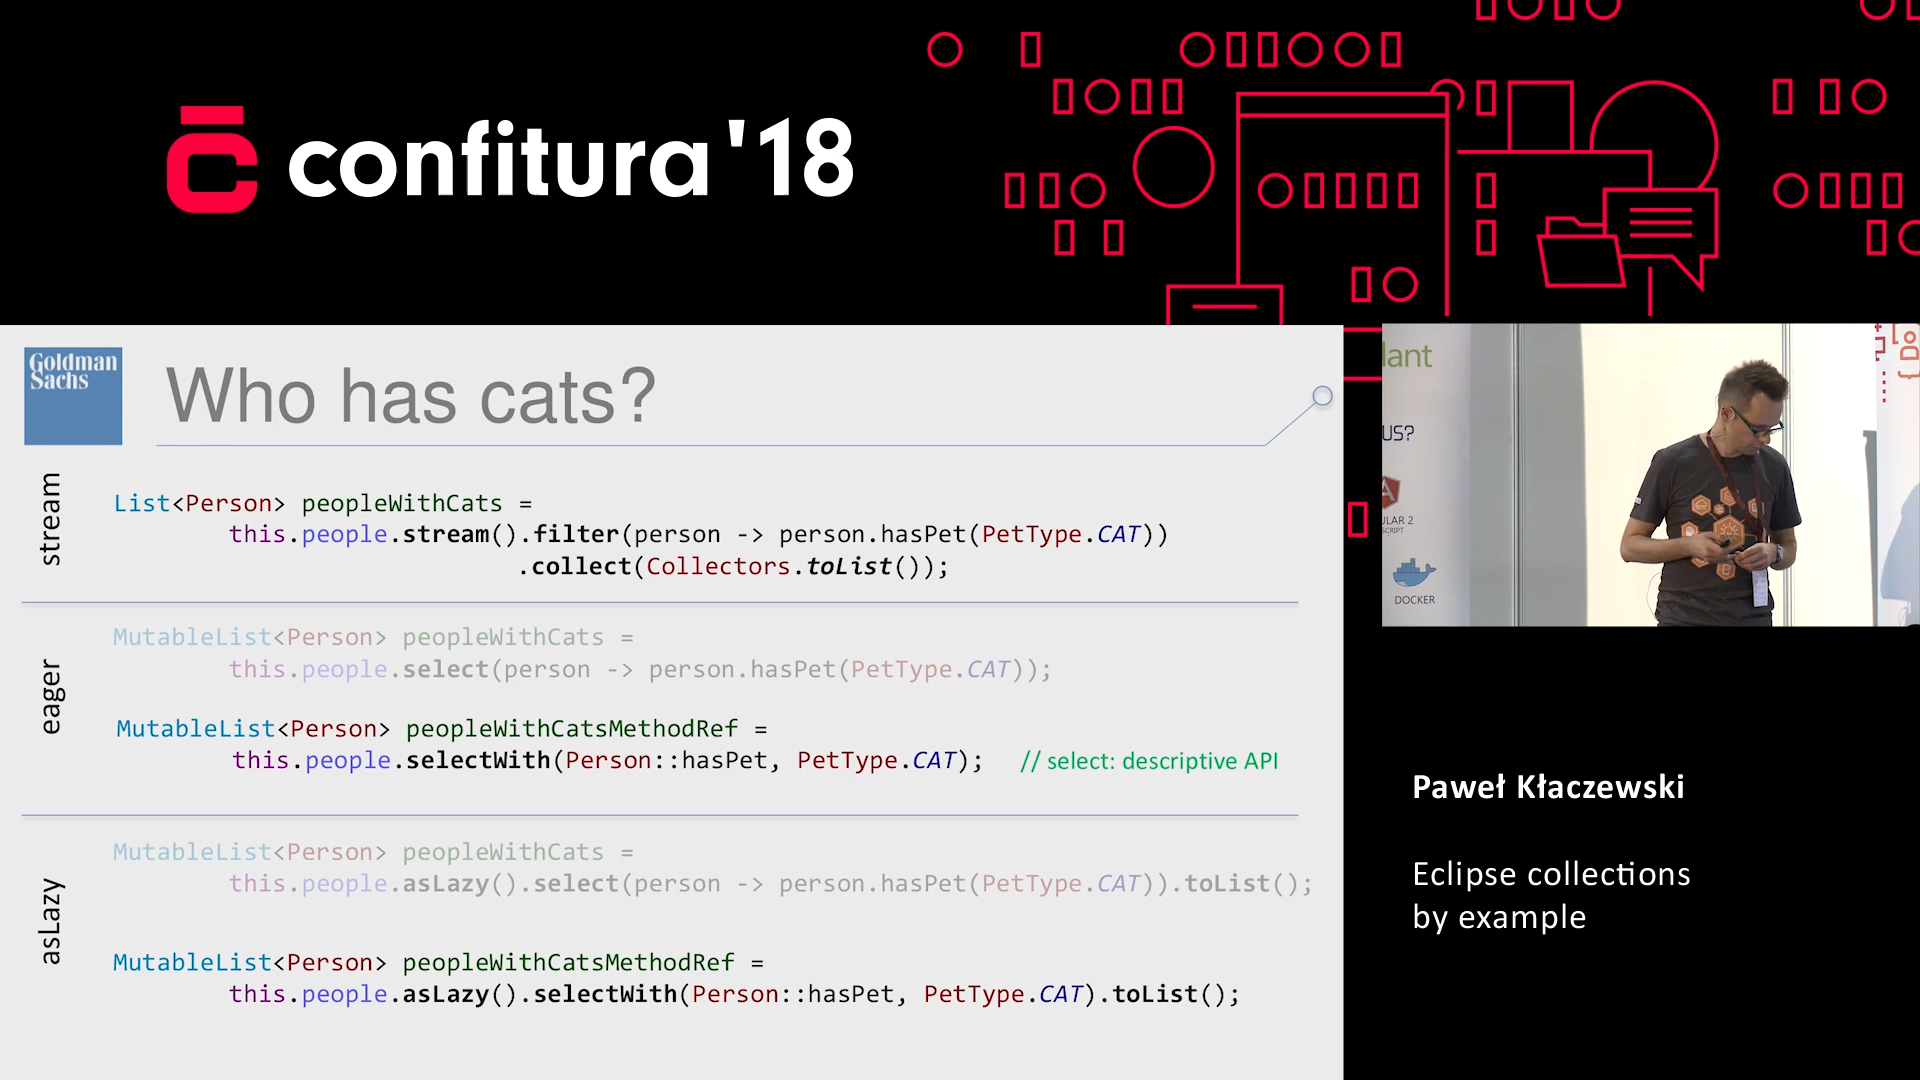 confitura '18
Goldman
Sachs
Who has cats?
stream
List<Person> peopleWithCats =
this.people.stream().filter(person -> person.hasPet(PetType.CAT))
.collect(Collectors.toList());
eager
MutableList<Person> peopleWithCats =
this.people.select(person -> person.hasPet(PetType.CAT));
MutableList<Person> peopleWithCatsMethodRef =
this.people.selectWith(Person::hasPet, PetType.CAT); // select: descriptive API
asLazy
MutableList<Person> peopleWithCats =
this.people.asLazy().select(person -> person.hasPet(PetType.CAT)).toList();
MutableList<Person> peopleWithCatsMethodRef =
this.people.asLazy().selectWith(Person::hasPet, PetType.CAT).toList();
lant
US?
ULAR 2
SCRIPT
DOCKER
{Do
Paweł Kłaczewski
Eclipse collections
by example